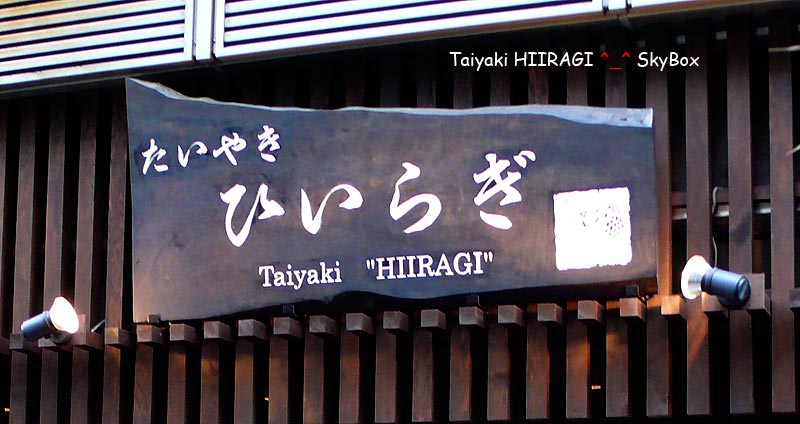 Taiyaki HIIRAGI ^_^ SkyBox
たいやき
ひいらぎ
Taiyaki "HIIRAGI"